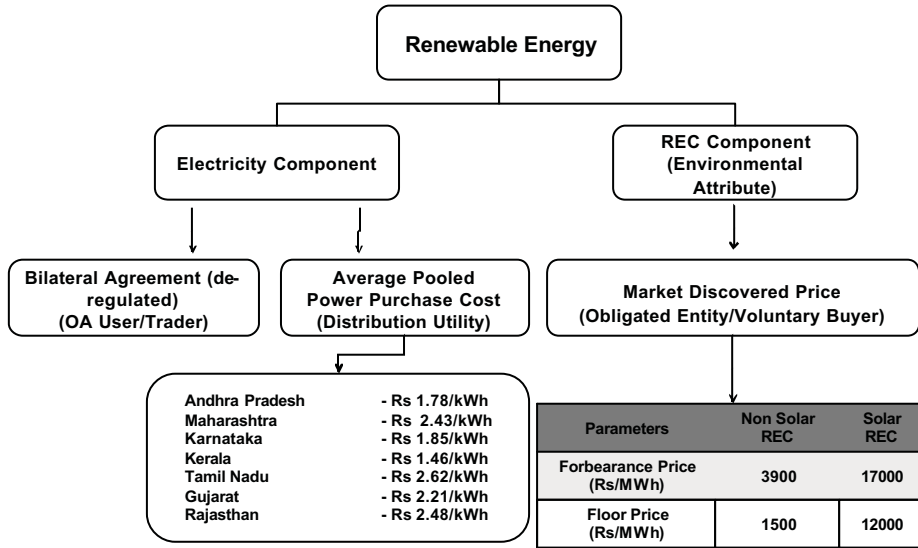 Renewable Energy
Electricity Component
REC Component
(Environmental
Attribute)
Bilateral Agreement (de-
regulated)
(OA User/Trader)
Average Pooled
Power Purchase Cost
(Distribution Utility)
Market Discovered Price
(Obligated Entity/Voluntary Buyer)
Andhra Pradesh - Rs 1.78/kWh
Maharashtra - Rs 2.43/kWh
Karnataka - Rs 1.85/kWh
Kerala - Rs 1.46/kWh
Tamil Nadu - Rs 2.62/kWh
Gujarat - Rs 2.21/kWh
Rajasthan - Rs 2.48/kWh
Parameters Non Solar REC Solar REC
Forbearance Price (Rs/MWh) 3900 17000
Floor Price (Rs/MWh) 1500 12000